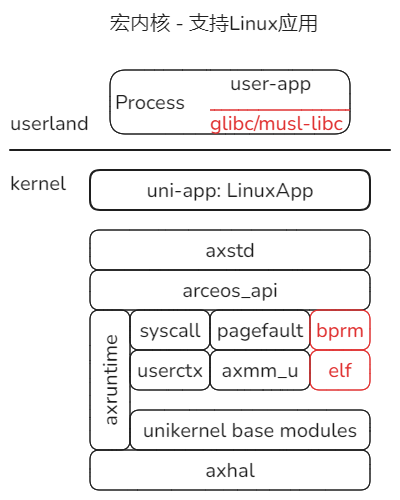 宏内核 - 支持Linux应用
user-app
Process
glibc/musl-libc
userland
kernel
uni-app: LinuxApp
axstd
arceos_api
axruntime
syscall pagefault bprm
userctx axmm_u elf
unikernel base modules
axhal